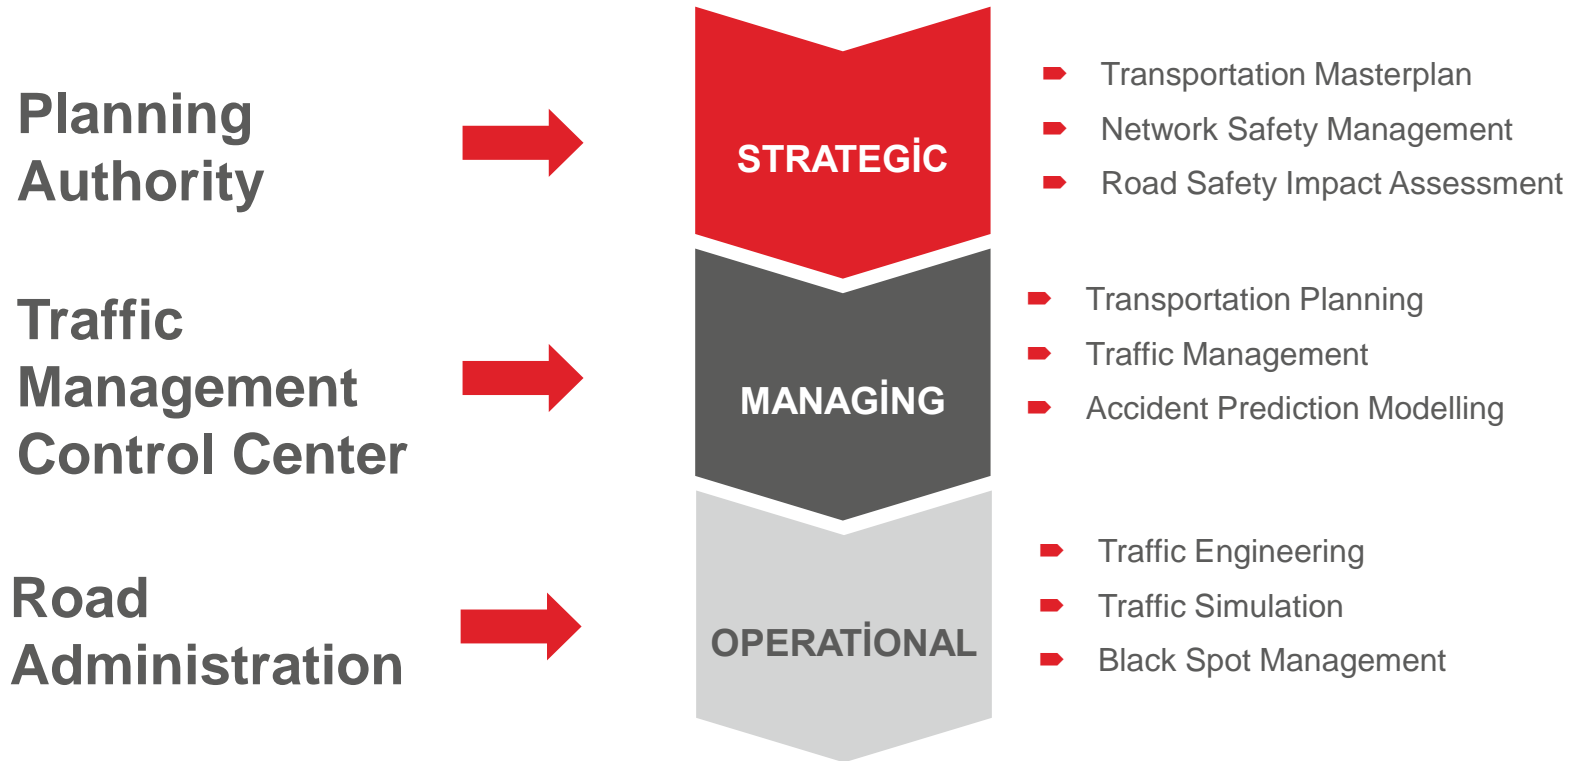 Planning
Authority
STRATEGİC
Transportation Masterplan
Network Safety Management
Road Safety Impact Assessment
Traffic
Management
Control Center
MANAGİNG
Transportation Planning
Traffic Management
Accident Prediction Modelling
Road
Administration
OPERATİONAL
Traffic Engineering
Traffic Simulation
Black Spot Management